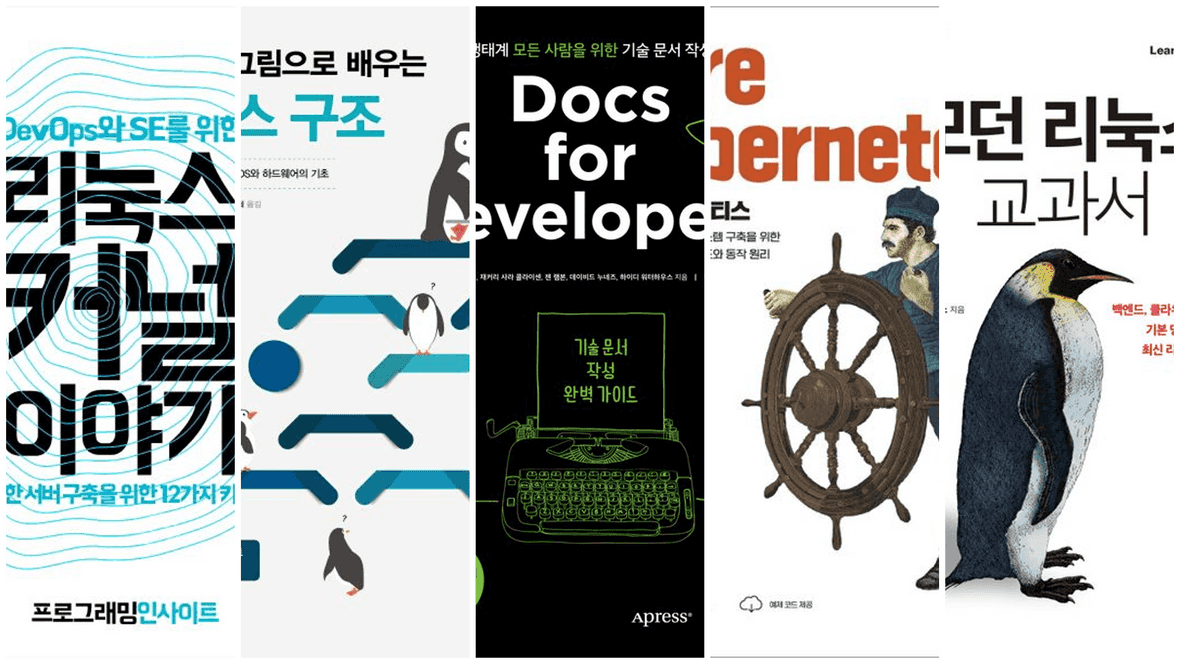 DevOps와 SE를 위한
리눅스
커널
이야기
한 서버 구축을 위한 12가지 키
프로그래밍인사이트
그림으로 배우는
스 구조
OS와 하드웨어의 기초
옮김
?
?
생태계 모든 사람을 위한 기술 문서 작성
Docs
for
evelope
, 재커리 사라 콜라이센, 젠 램본, 데이비드 누네즈, 하이디 워터하우스 지음 |
기술 문서
작성
완벽 가이드
Apress®
re
bernete
티스
스템 구축을 위한
와 동작 원리
예제 코드 제공
Lear
모던 리눅스
교과서
지음
백엔드, 클라우
기본 명
최신 리